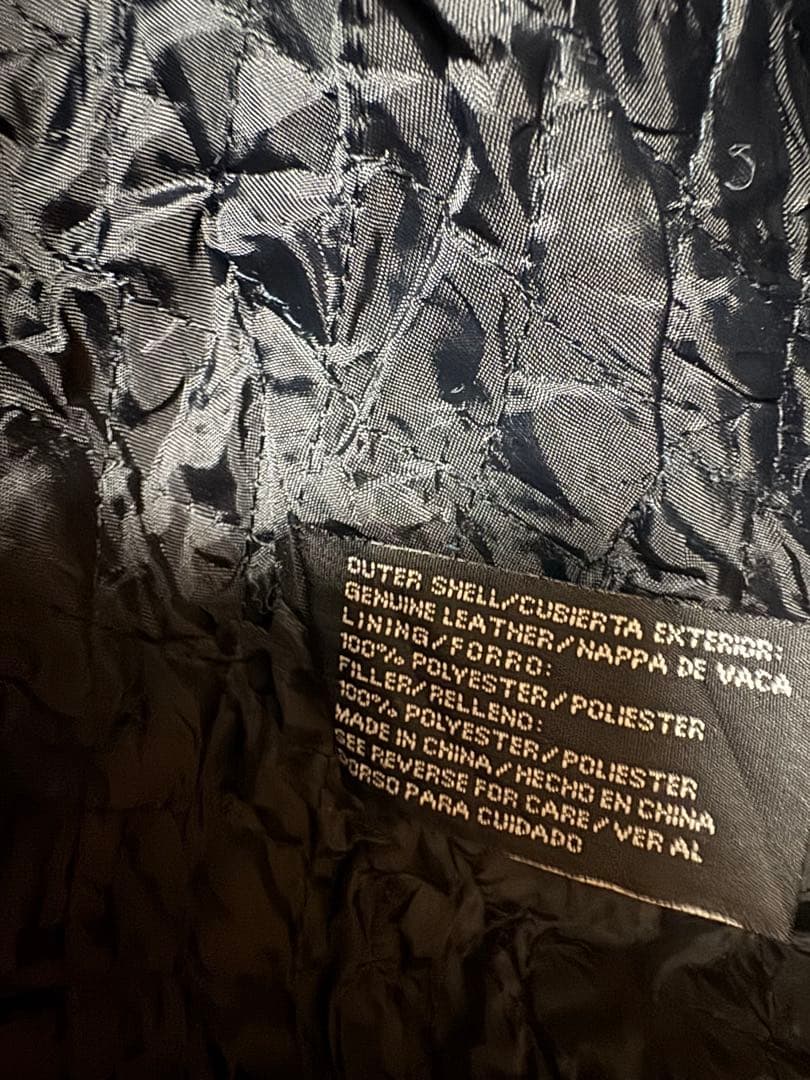 OUTER SHELL/CUBIERTA EXTERIOR:
GENUINE LEATHER/NAPPA DE VACA
LINING/FORRO:
100% POLYESTER/POLIESTER
FILLER/RELLENO:
100% POLYESTER/POLIESTER
MADE IN CHINA/HECHO EN CHINA
SEE REVERSE FOR CARE/VER AL
DORSO PARA CUIDADO